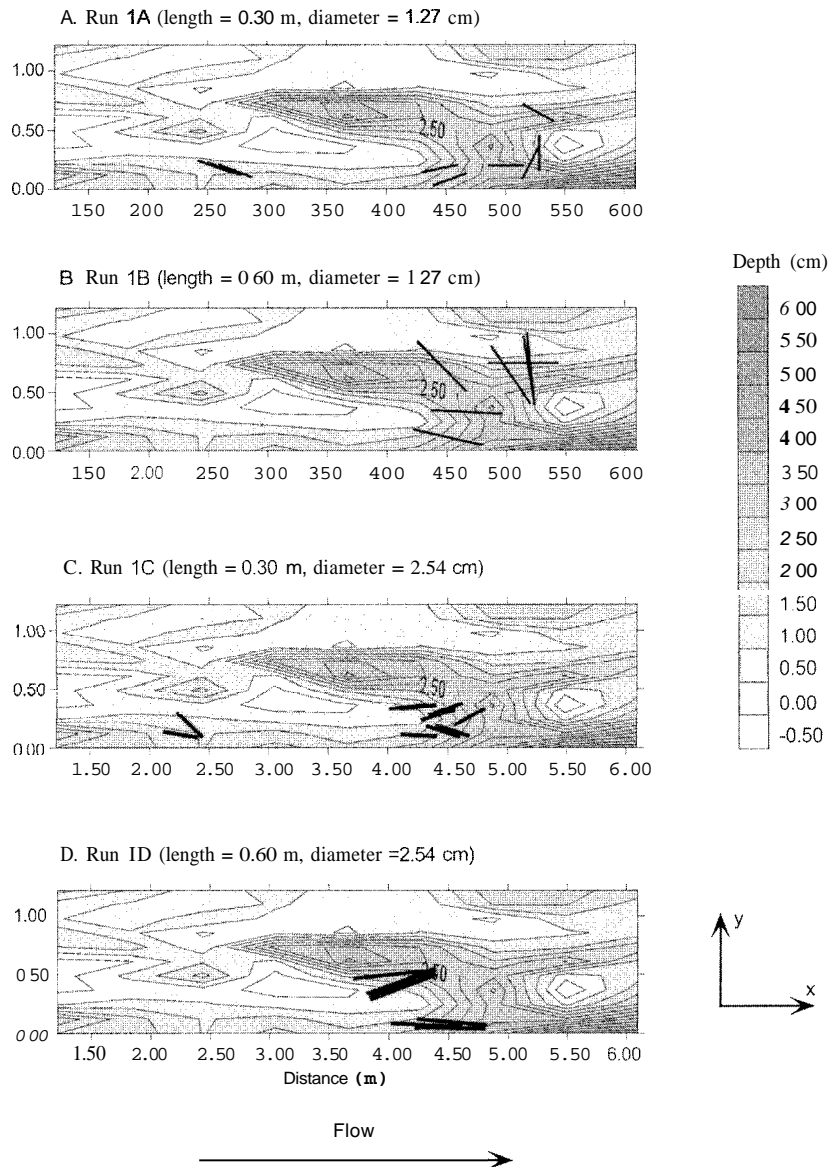 A. Run 1A (length = 0.30 m, diameter = 1.27 cm)
1.00
0.50
0.00
2.50
150 200 250 300 350 400 450 500 550 600
B Run 1B (length = 0 60 m, diameter = 1 27 cm)
1.00
0.50
0.00
2.50
150 2.00 250 300 350 400 450 500 550 600
C. Run 1C (length = 0.30 m, diameter = 2.54 cm)
1.00
0.50
0.00
2.50
1.50 2.00 2.50 3.00 3.50 4.00 4.50 5.00 5.50 6.00
D. Run ID (length = 0.60 m, diameter =2.54 cm)
1.00
0.50
0.00
1.50 2.00 2.50 3.00 3.50 4.00 4.50 5.00 5.50 6.00
Distance (m)
Flow
Depth (cm)
6 00
5 50
5 00
4 50
4 00
3 50
3 00
2 50
2 00
1.50
1.00
0.50
0.00
-0.50
y
x